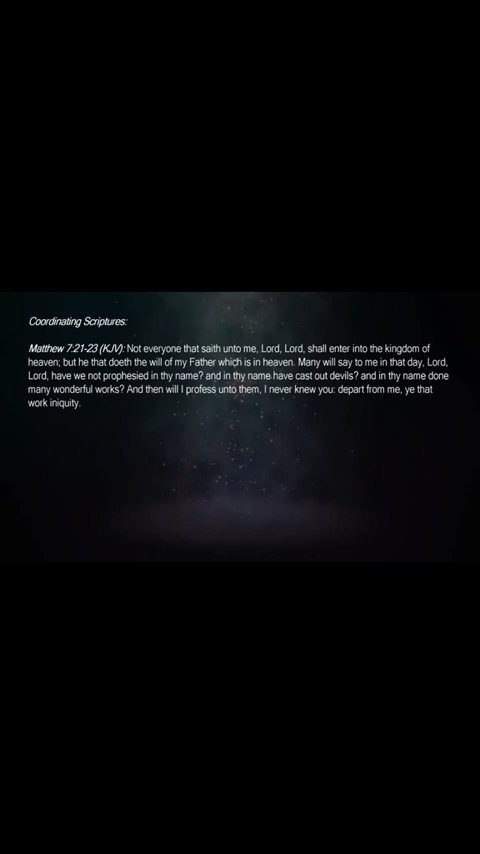 Coordinating Scriptures:
Matthew 7:21-23 (KJV): Not everyone that saith unto me, Lord, Lord, shall enter into the kingdom of
heaven; but he that doeth the will of my Father which is in heaven. Many will say to me in that day, Lord,
Lord, have we not prophesied in thy name? and in thy name have cast out devils? and in thy name done
many wonderful works? And then will I profess unto them, I never knew you: depart from me, ye that
work iniquity.